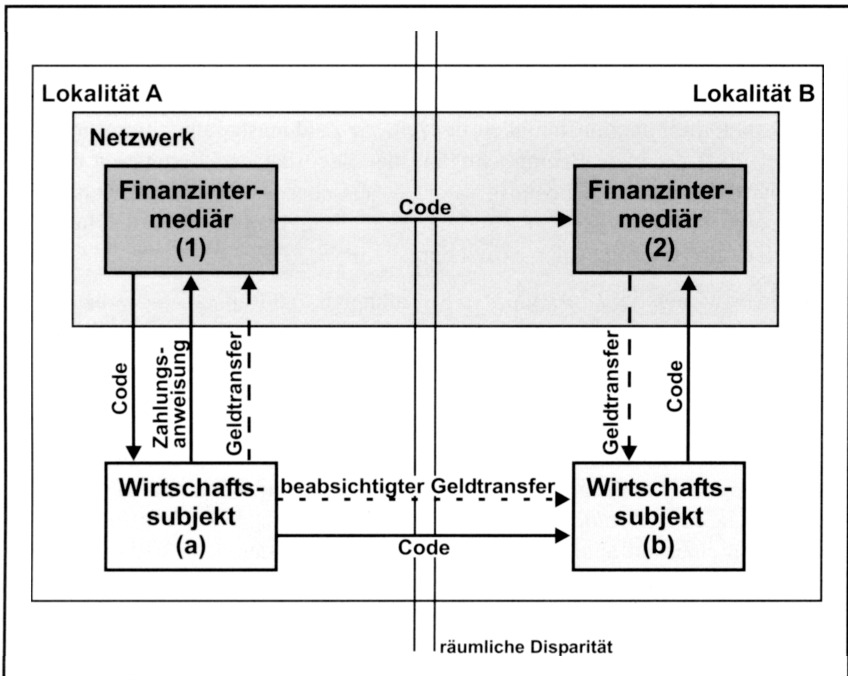 Lokalität A
Lokalität B
Netzwerk
Finanzinter-
mediär
(1)
Code
Finanzinter-
mediär
(2)
Code
Zahlungs-
anweisung
Geldtransfer
Geldtransfer
Code
Wirtschafts-
subjekt
(a)
beabsichtigter Geldtransfer
Code
Wirtschafts-
subjekt
(b)
räumliche Disparität